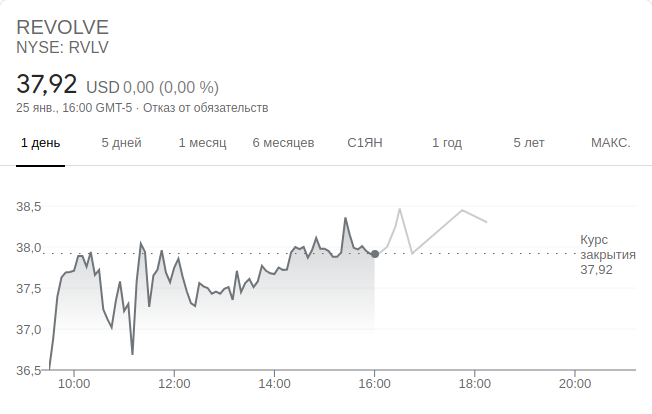 REVOLVE
NYSE: RVLV
37,92 USD 0,00 (0,00 %)
25 янв., 16:00 GMT-5 · Отказ от обязательств
1 день 5 дней 1 месяц 6 месяцев С1ЯН 1 год 5 лет МАКС.
38,5
38,0
37,5
37,0
36,5
Курс
закрытия
37,92
10:00 12:00 14:00 16:00 18:00 20:00